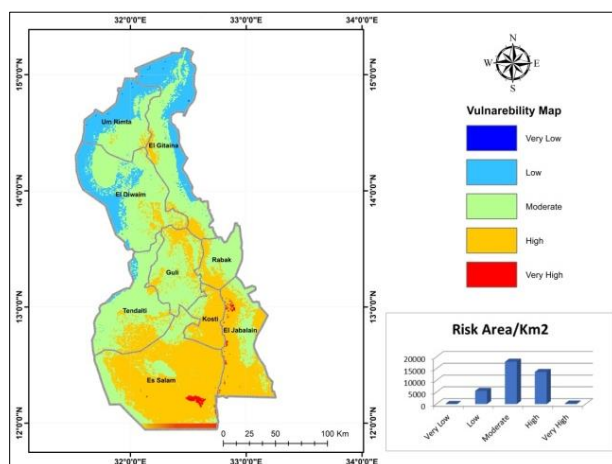 32°0'0"E 33°0'0"E 34°0'0"E
15°0'0"N
14°0'0"N
13°0'0"N
12°0'0"N
Um Rimta
El Gitaina
El Diwaim
Rabak
Guli
Tendalti
Kosti
El Jabalain
Es Salam
0 25 50 100 Km
32°0'0"E 33°0'0"E 34°0'0"E
15°0'0"N
14°0'0"N
13°0'0"N
12°0'0"N
N
W E
S
Vulnarebility Map
Very Low
Low
Moderate
High
Very High
Risk Area/Km2
20000
15000
10000
5000
0
Very Low
Low
Moderate
High
Very High